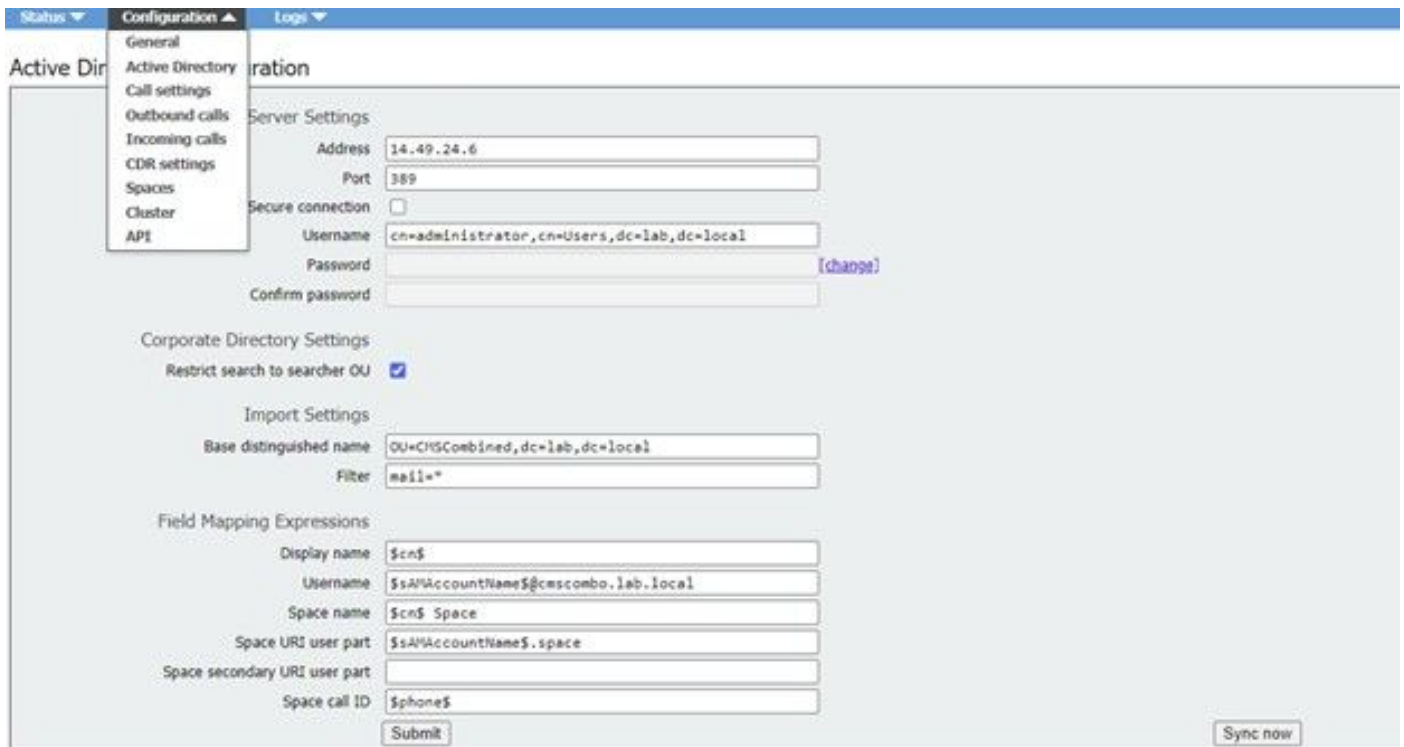 Status Configuration Logs
General
Active Directory
Call settings
Outbound calls
Incoming calls
CDR settings
Spaces
Cluster
API
Active Dir
uration
Server Settings
Address 14.49.24.6
Port 389
Secure connection
Username cn=administrator,cn=Users,dc=lab,dc=local
Password [change]
Confirm password
Corporate Directory Settings
Restrict search to searcher OU
Import Settings
Base distinguished name OU=CMSCombined,dc=lab,dc=local
Filter mail=*
Field Mapping Expressions
Display name $cn$
Username $sAMAccountName$@cmscombo.lab.local
Space name $cn$ Space
Space URI user part $sAMAccountName$.space
Space secondary URI user part
Space call ID $phone$
Submit Sync now